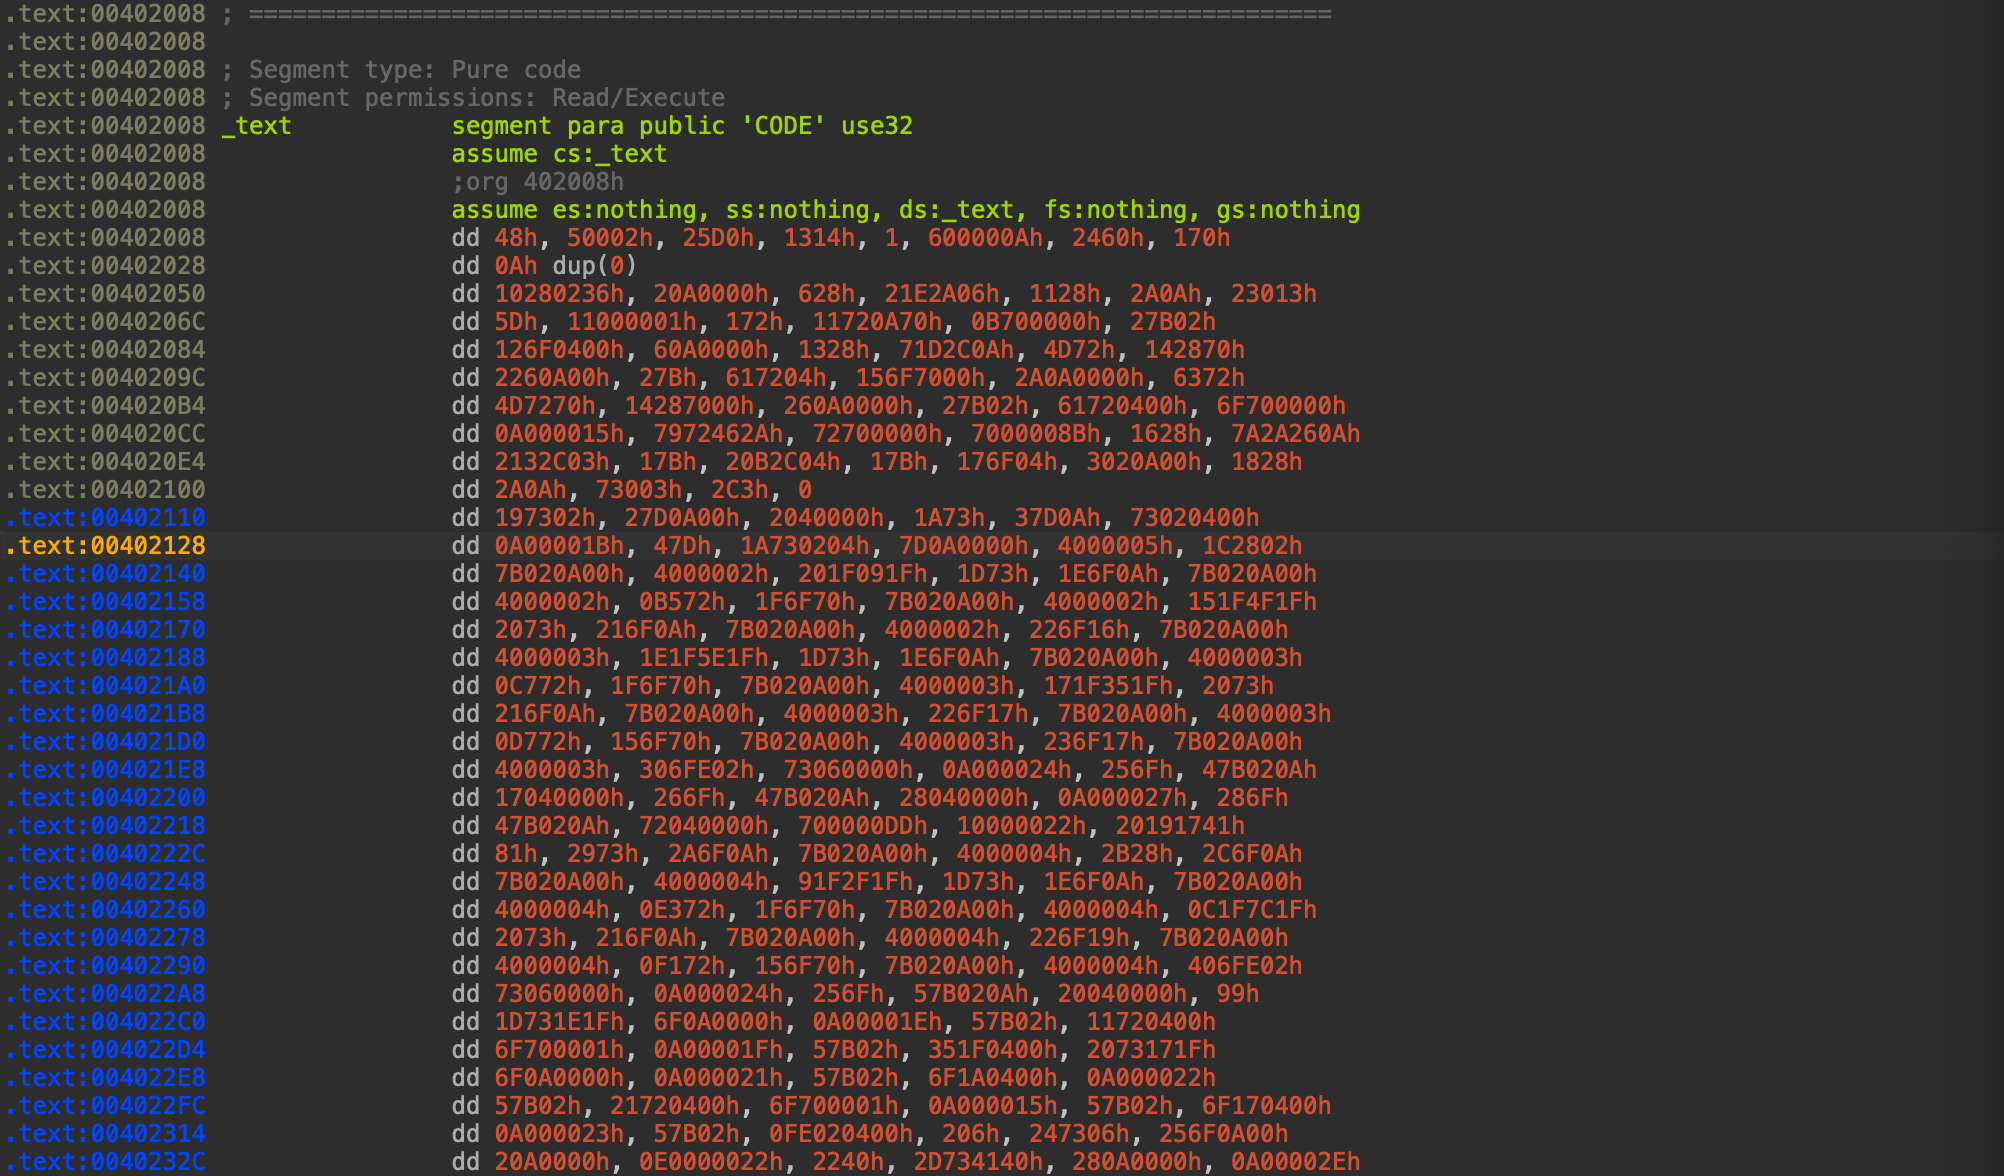 .text:00402008 ; ===========================================================================
.text:00402008
.text:00402008 ; Segment type: Pure code
.text:00402008 ; Segment permissions: Read/Execute
.text:00402008 _text segment para public 'CODE' use32
.text:00402008 assume cs:_text
.text:00402008 ;org 402008h
.text:00402008 assume es:nothing, ss:nothing, ds:_text, fs:nothing, gs:nothing
.text:00402008 dd 48h, 50002h, 25D0h, 1314h, 1, 600000Ah, 2460h, 170h
.text:00402028 dd 0Ah dup(0)
.text:00402050 dd 10280236h, 20A0000h, 628h, 21E2A06h, 1128h, 2A0Ah, 23013h
.text:0040206C dd 5Dh, 11000001h, 172h, 11720A70h, 0B700000h, 27B02h
.text:00402084 dd 126F0400h, 60A0000h, 1328h, 71D2C0Ah, 4D72h, 142870h
.text:0040209C dd 2260A00h, 27Bh, 617204h, 156F7000h, 2A0A0000h, 6372h
.text:004020B4 dd 4D7270h, 14287000h, 260A0000h, 27B02h, 61720400h, 6F700000h
.text:004020CC dd 0A000015h, 7972462Ah, 72700000h, 7000008Bh, 1628h, 7A2A260Ah
.text:004020E4 dd 2132C03h, 17Bh, 20B2C04h, 17Bh, 176F04h, 3020A00h, 1828h
.text:00402100 dd 2A0Ah, 73003h, 2C3h, 0
.text:00402110 dd 197302h, 27D0A00h, 2040000h, 1A73h, 37D0Ah, 73020400h
.text:00402128 dd 0A00001Bh, 47Dh, 1A730204h, 7D0A0000h, 4000005h, 1C2802h
.text:00402140 dd 7B020A00h, 4000002h, 201F091Fh, 1D73h, 1E6F0Ah, 7B020A00h
.text:00402158 dd 4000002h, 0B572h, 1F6F70h, 7B020A00h, 4000002h, 151F4F1Fh
.text:00402170 dd 2073h, 216F0Ah, 7B020A00h, 4000002h, 226F16h, 7B020A00h
.text:00402188 dd 4000003h, 1E1F5E1Fh, 1D73h, 1E6F0Ah, 7B020A00h, 4000003h
.text:004021A0 dd 0C772h, 1F6F70h, 7B020A00h, 4000003h, 171F351Fh, 2073h
.text:004021B8 dd 216F0Ah, 7B020A00h, 4000003h, 226F17h, 7B020A00h, 4000003h
.text:004021D0 dd 0D772h, 156F70h, 7B020A00h, 4000003h, 236F17h, 7B020A00h
.text:004021E8 dd 4000003h, 306FE02h, 73060000h, 0A000024h, 256Fh, 47B020Ah
.text:00402200 dd 17040000h, 266Fh, 47B020Ah, 28040000h, 0A000027h, 286Fh
.text:00402218 dd 47B020Ah, 72040000h, 700000DDh, 10000022h, 20191741h
.text:0040222C dd 81h, 2973h, 2A6F0Ah, 7B020A00h, 4000004h, 2B28h, 2C6F0Ah
.text:00402248 dd 7B020A00h, 4000004h, 91F2F1Fh, 1D73h, 1E6F0Ah, 7B020A00h
.text:00402260 dd 4000004h, 0E372h, 1F6F70h, 7B020A00h, 4000004h, 0C1F7C1Fh
.text:00402278 dd 2073h, 216F0Ah, 7B020A00h, 4000004h, 226F19h, 7B020A00h
.text:00402290 dd 4000004h, 0F172h, 156F70h, 7B020A00h, 4000004h, 406FE02h
.text:004022A8 dd 73060000h, 0A000024h, 256Fh, 57B020Ah, 20040000h, 99h
.text:004022C0 dd 1D731E1Fh, 6F0A0000h, 0A00001Eh, 57B02h, 11720400h
.text:004022D4 dd 6F700001h, 0A00001Fh, 57B02h, 351F0400h, 2073171Fh
.text:004022E8 dd 6F0A0000h, 0A000021h, 57B02h, 6F1A0400h, 0A000022h
.text:004022FC dd 57B02h, 21720400h, 6F700001h, 0A000015h, 57B02h, 6F170400h
.text:00402314 dd 0A000023h, 57B02h, 0FE020400h, 206h, 247306h, 256F0A00h
.text:0040232C dd 20A0000h, 0E0000022h, 2240h, 2D734140h, 280A0000h, 0A00002Eh